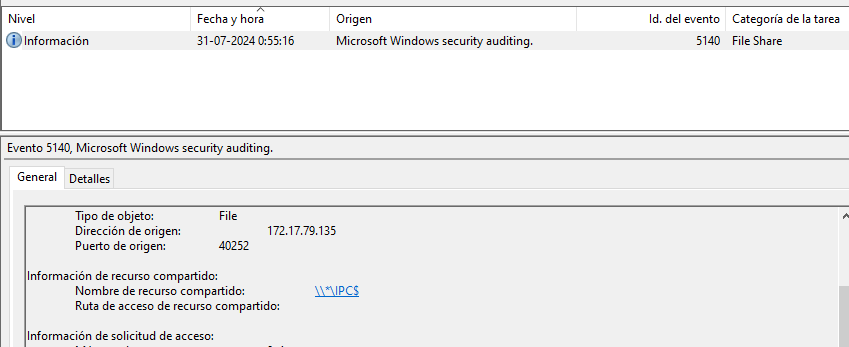 Nivel Fecha y hora Origen Id. del evento Categoría de la tarea
Información 31-07-2024 0:55:16 Microsoft Windows security auditing. 5140 File Share
Evento 5140, Microsoft Windows security auditing.
General Detalles
Tipo de objeto: File
Dirección de origen: 172.17.79.135
Puerto de origen: 40252
Información de recurso compartido:
Nombre de recurso compartido: \\*\IPC$
Ruta de acceso de recurso compartido:
Información de solicitud de acceso: